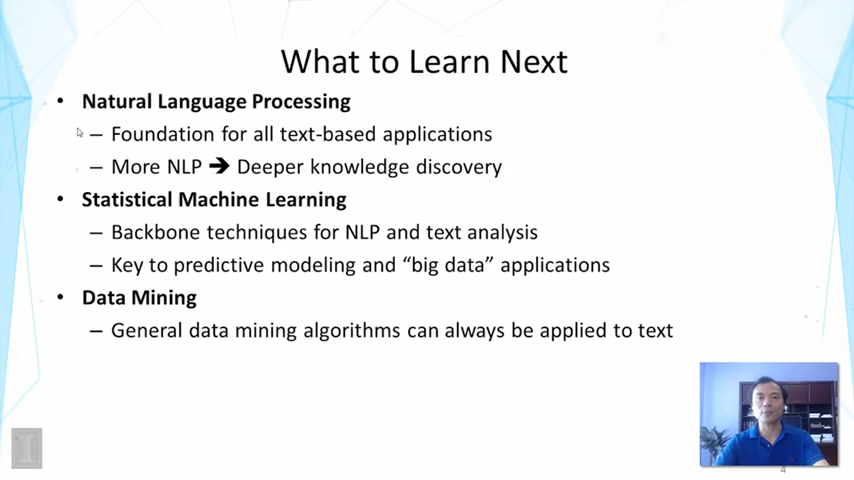 What to Learn Next
• Natural Language Processing
– Foundation for all text-based applications
– More NLP ➔ Deeper knowledge discovery
• Statistical Machine Learning
– Backbone techniques for NLP and text analysis
– Key to predictive modeling and “big data” applications
• Data Mining
– General data mining algorithms can always be applied to text
I
4